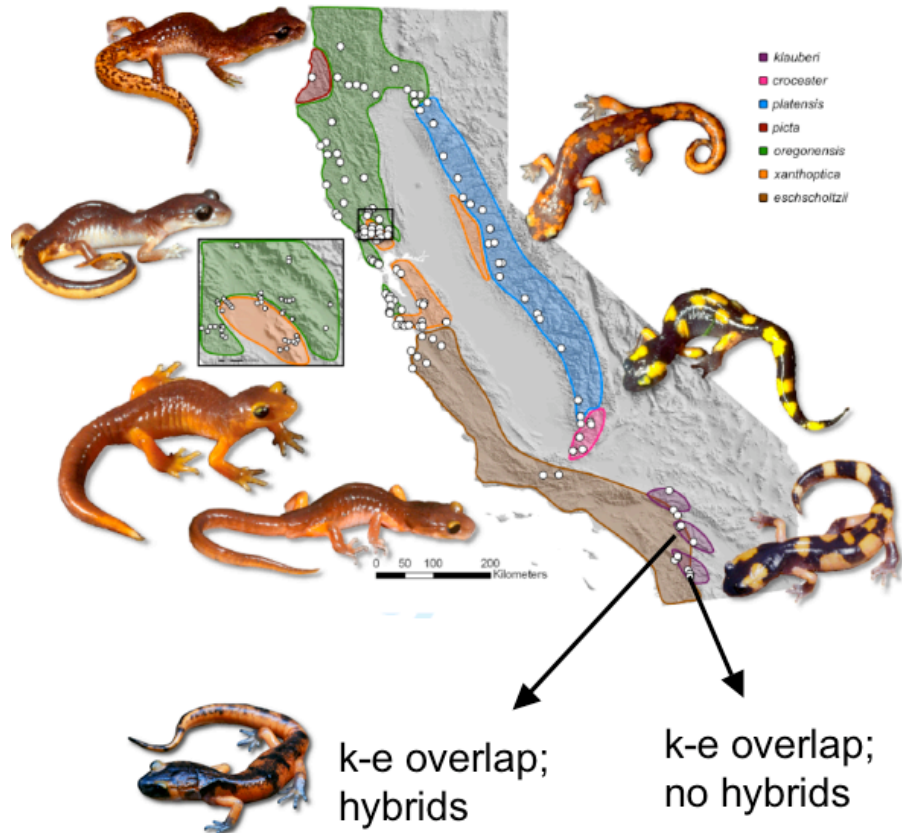 klauberi
croceater
platensis
picta
oregonensis
xanthoptica
eschscholtzii
0 50 100 200
Kilometers
k-e overlap;
hybrids
k-e overlap;
no hybrids